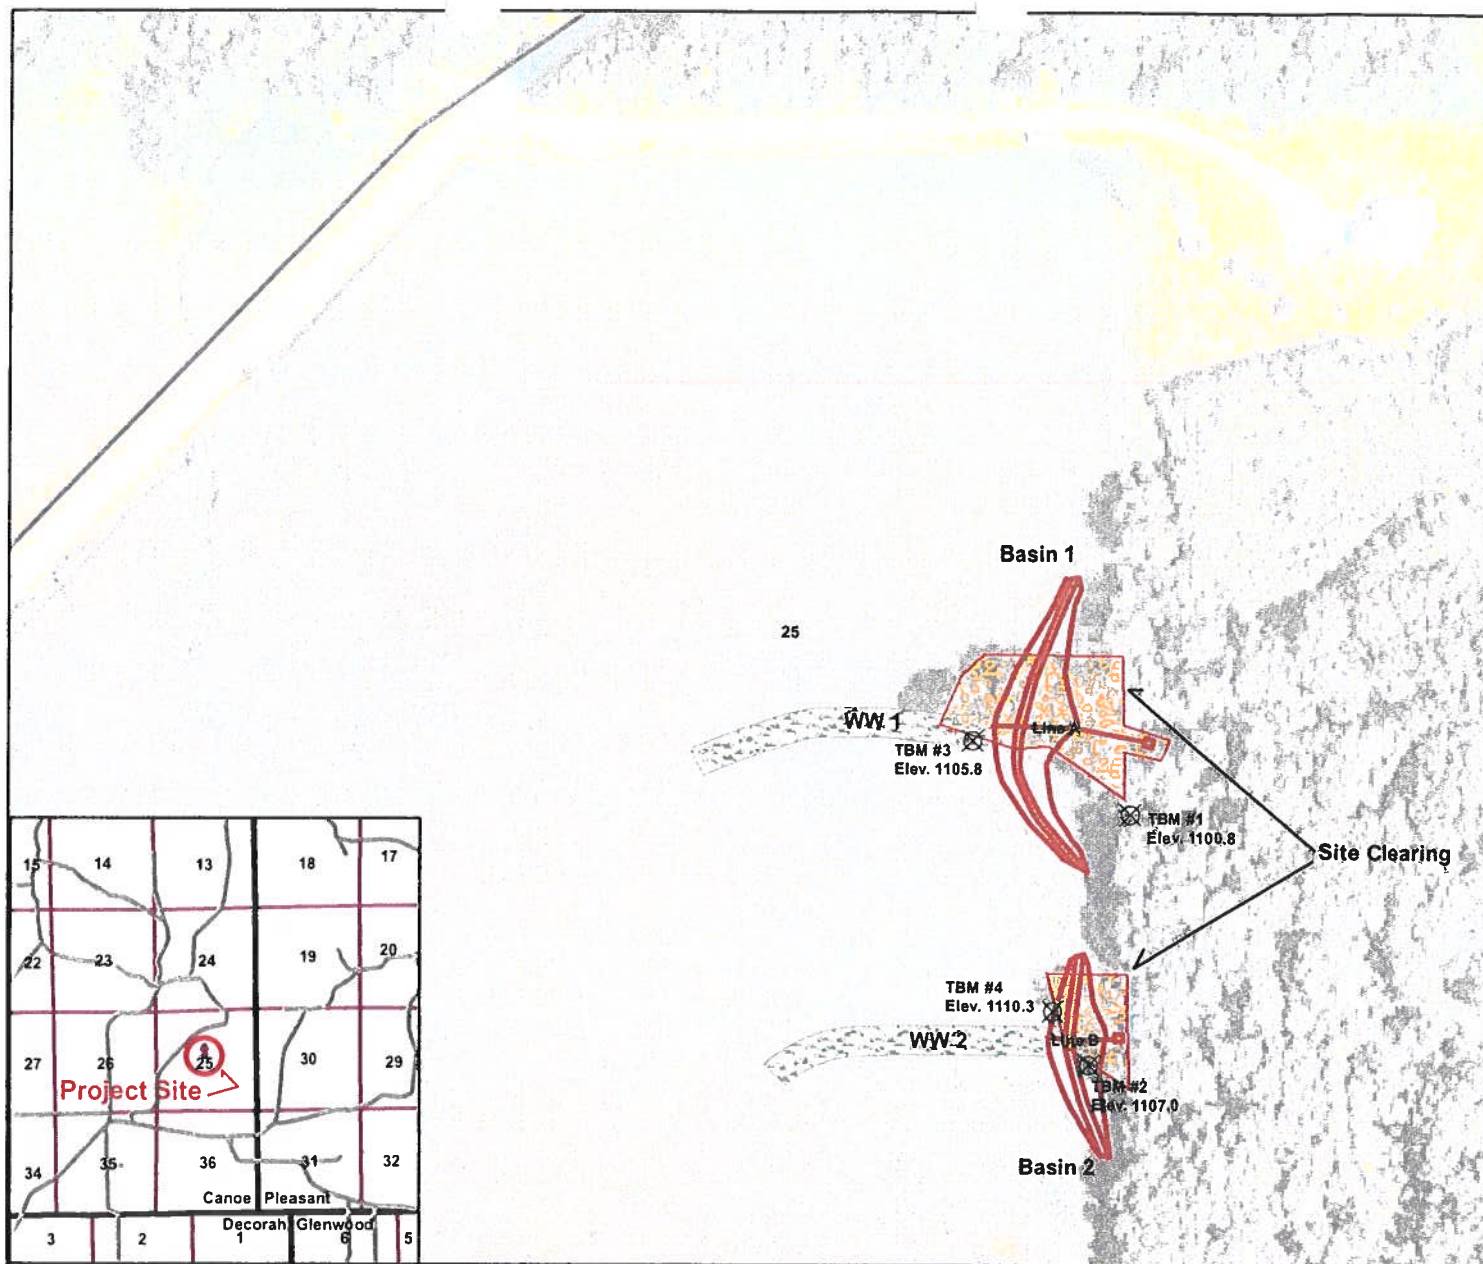 Basin 1
25
WW 1
Line A
TBM #3
Elev. 1105.8
TBM #1
Elev. 1100.8
Site Clearing
TBM #4
Elev. 1110.3
WW 2
Line B
TBM #2
Elev. 1107.0
Basin 2
15 14 13 18 17
22 23 24 19 20
27 26 25 30 29
Project Site
34 35 36 31 32
Canoe Pleasant
Decorah Glenwood
3 2 1 6 5